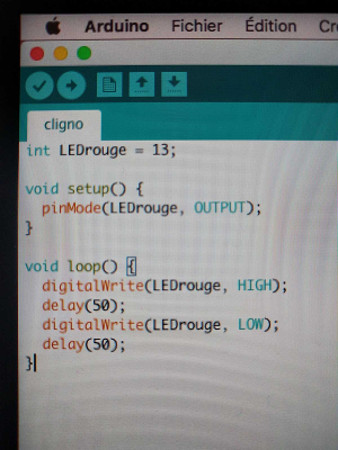 Arduino Fichier Édition
cligno
int LEDrouge = 13;
void setup() {
pinMode(LEDrouge, OUTPUT);
}
void loop() {
digitalWrite(LEDrouge, HIGH);
delay(50);
digitalWrite(LEDrouge, LOW);
delay(50);
}